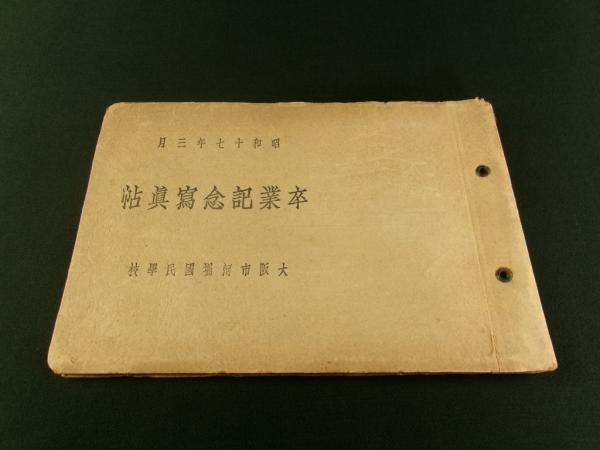 昭和十七年三月
卒業記念寫眞帖
大阪市河堀國民學校